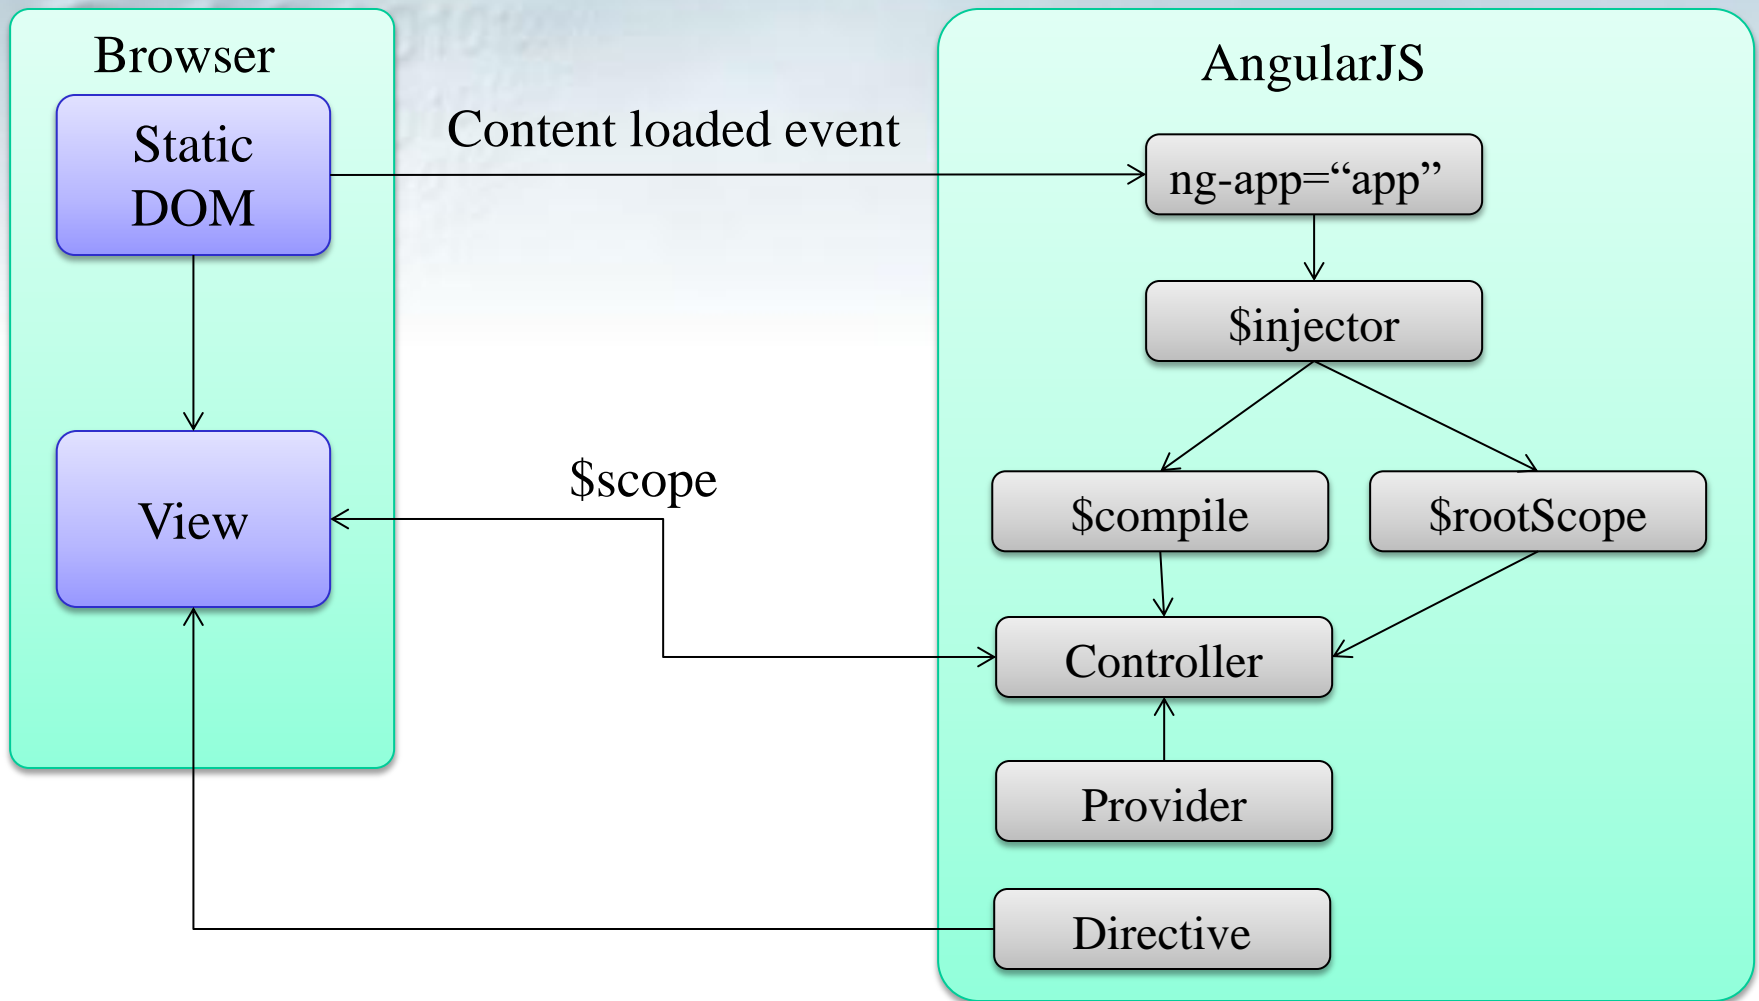 Browser
Static
DOM
View
Content loaded event
$scope
AngularJS
ng-app=“app”
$injector
$compile
$rootScope
Controller
Provider
Directive